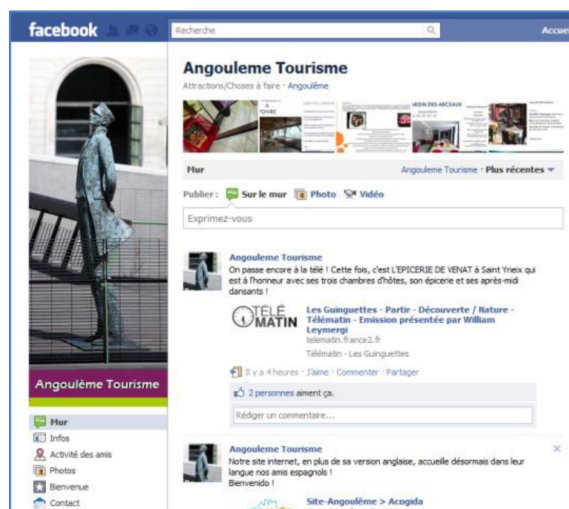 facebook
Recherche
Accuei
Angouleme Tourisme
Attractions/Choses à faire · Angoulême
Mur
Angouleme Tourisme · Plus récentes
Publier : Sur le mur Photo Vidéo
Exprimez-vous
Angouleme Tourisme
On passe encore à la télé ! Cette fois, c'est L'EPICERIE DE VENAT à Saint Yrieix qui
est à l'honneur avec ses trois chambres d'hôtes, son épicerie et ses après-midi
dansants !
TÉLÉ
MATIN
Les Guinguettes - Partir - Découverte / Nature -
Télématin - Emission présentée par William
Leymergi
telematin.france2.fr
Télématin - Les Guinguettes
Il y a 4 heures · J'aime · Commenter · Partager
2 personnes aiment ça.
Rédiger un commentaire...
Angouleme Tourisme
Notre site internet, en plus de sa version anglaise, accueille désormais dans leur
langue nos amis espagnols !
Bienvenido !
Site-Angoulême > Acogida
Angoulême Tourisme
Mur
Infos
Activité des amis
Photos
Bienvenue
Contact